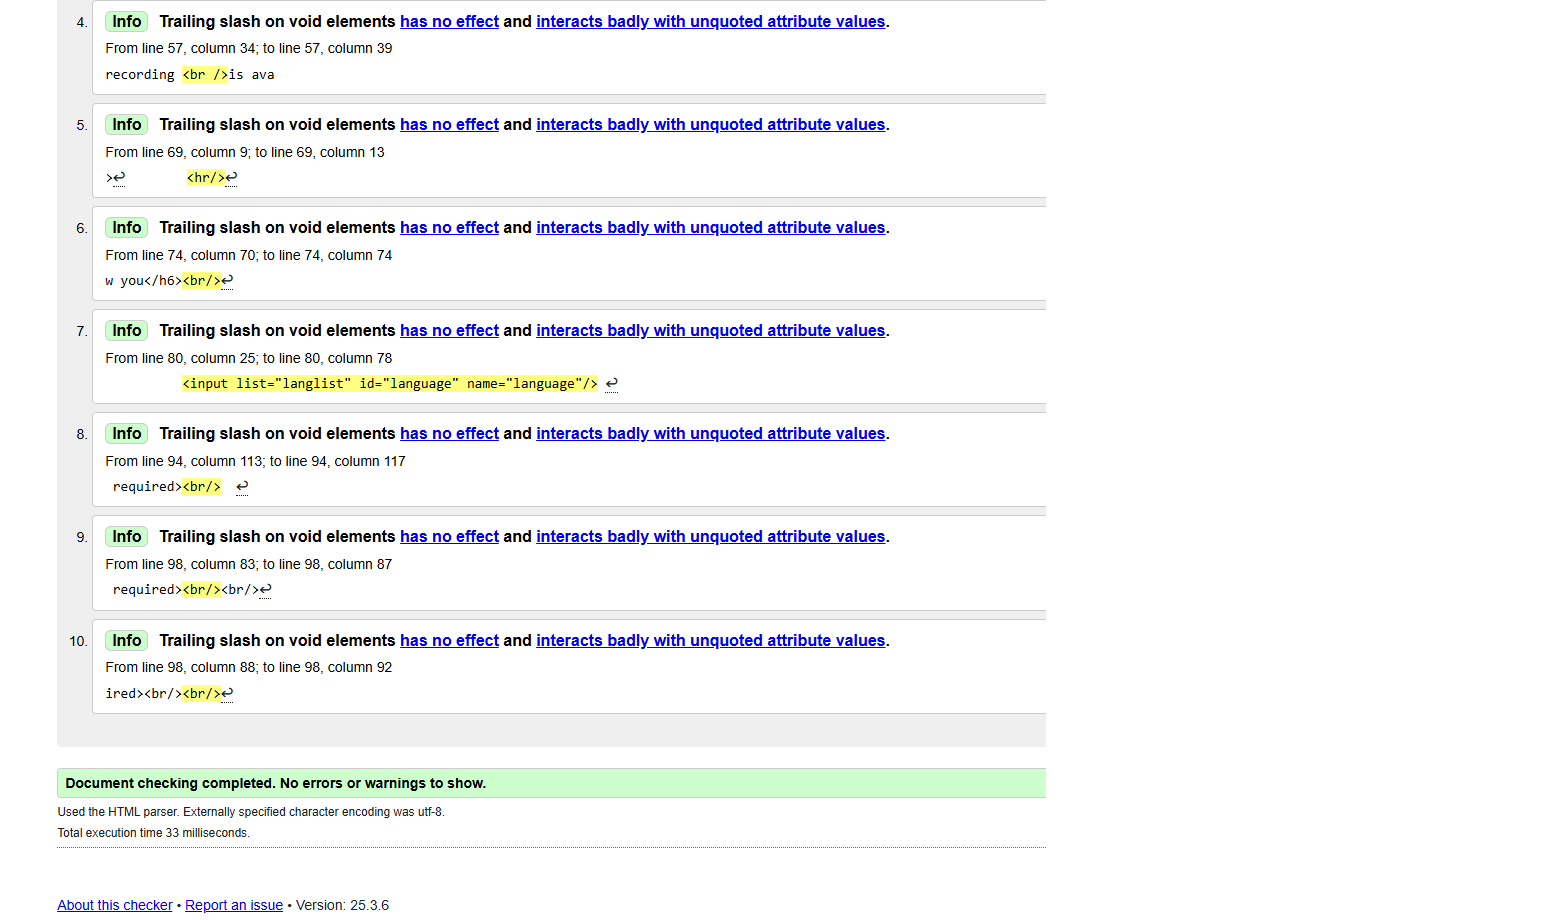 4. Info Trailing slash on void elements has no effect and interacts badly with unquoted attribute values.
From line 57, column 34; to line 57, column 39
recording <br />is ava
5. Info Trailing slash on void elements has no effect and interacts badly with unquoted attribute values.
From line 69, column 9; to line 69, column 13
>↩        <hr/>↩
6. Info Trailing slash on void elements has no effect and interacts badly with unquoted attribute values.
From line 74, column 70; to line 74, column 74
w you</h6><br/>↩
7. Info Trailing slash on void elements has no effect and interacts badly with unquoted attribute values.
From line 80, column 25; to line 80, column 78
<input list="langlist" id="language" name="language"/> ↩
8. Info Trailing slash on void elements has no effect and interacts badly with unquoted attribute values.
From line 94, column 113; to line 94, column 117
required><br/>  ↩
9. Info Trailing slash on void elements has no effect and interacts badly with unquoted attribute values.
From line 98, column 83; to line 98, column 87
required><br/><br/>↩
10. Info Trailing slash on void elements has no effect and interacts badly with unquoted attribute values.
From line 98, column 88; to line 98, column 92
ired><br/><br/>↩
Document checking completed. No errors or warnings to show.
Used the HTML parser. Externally specified character encoding was utf-8.
Total execution time 33 milliseconds.
About this checker • Report an issue • Version: 25.3.6